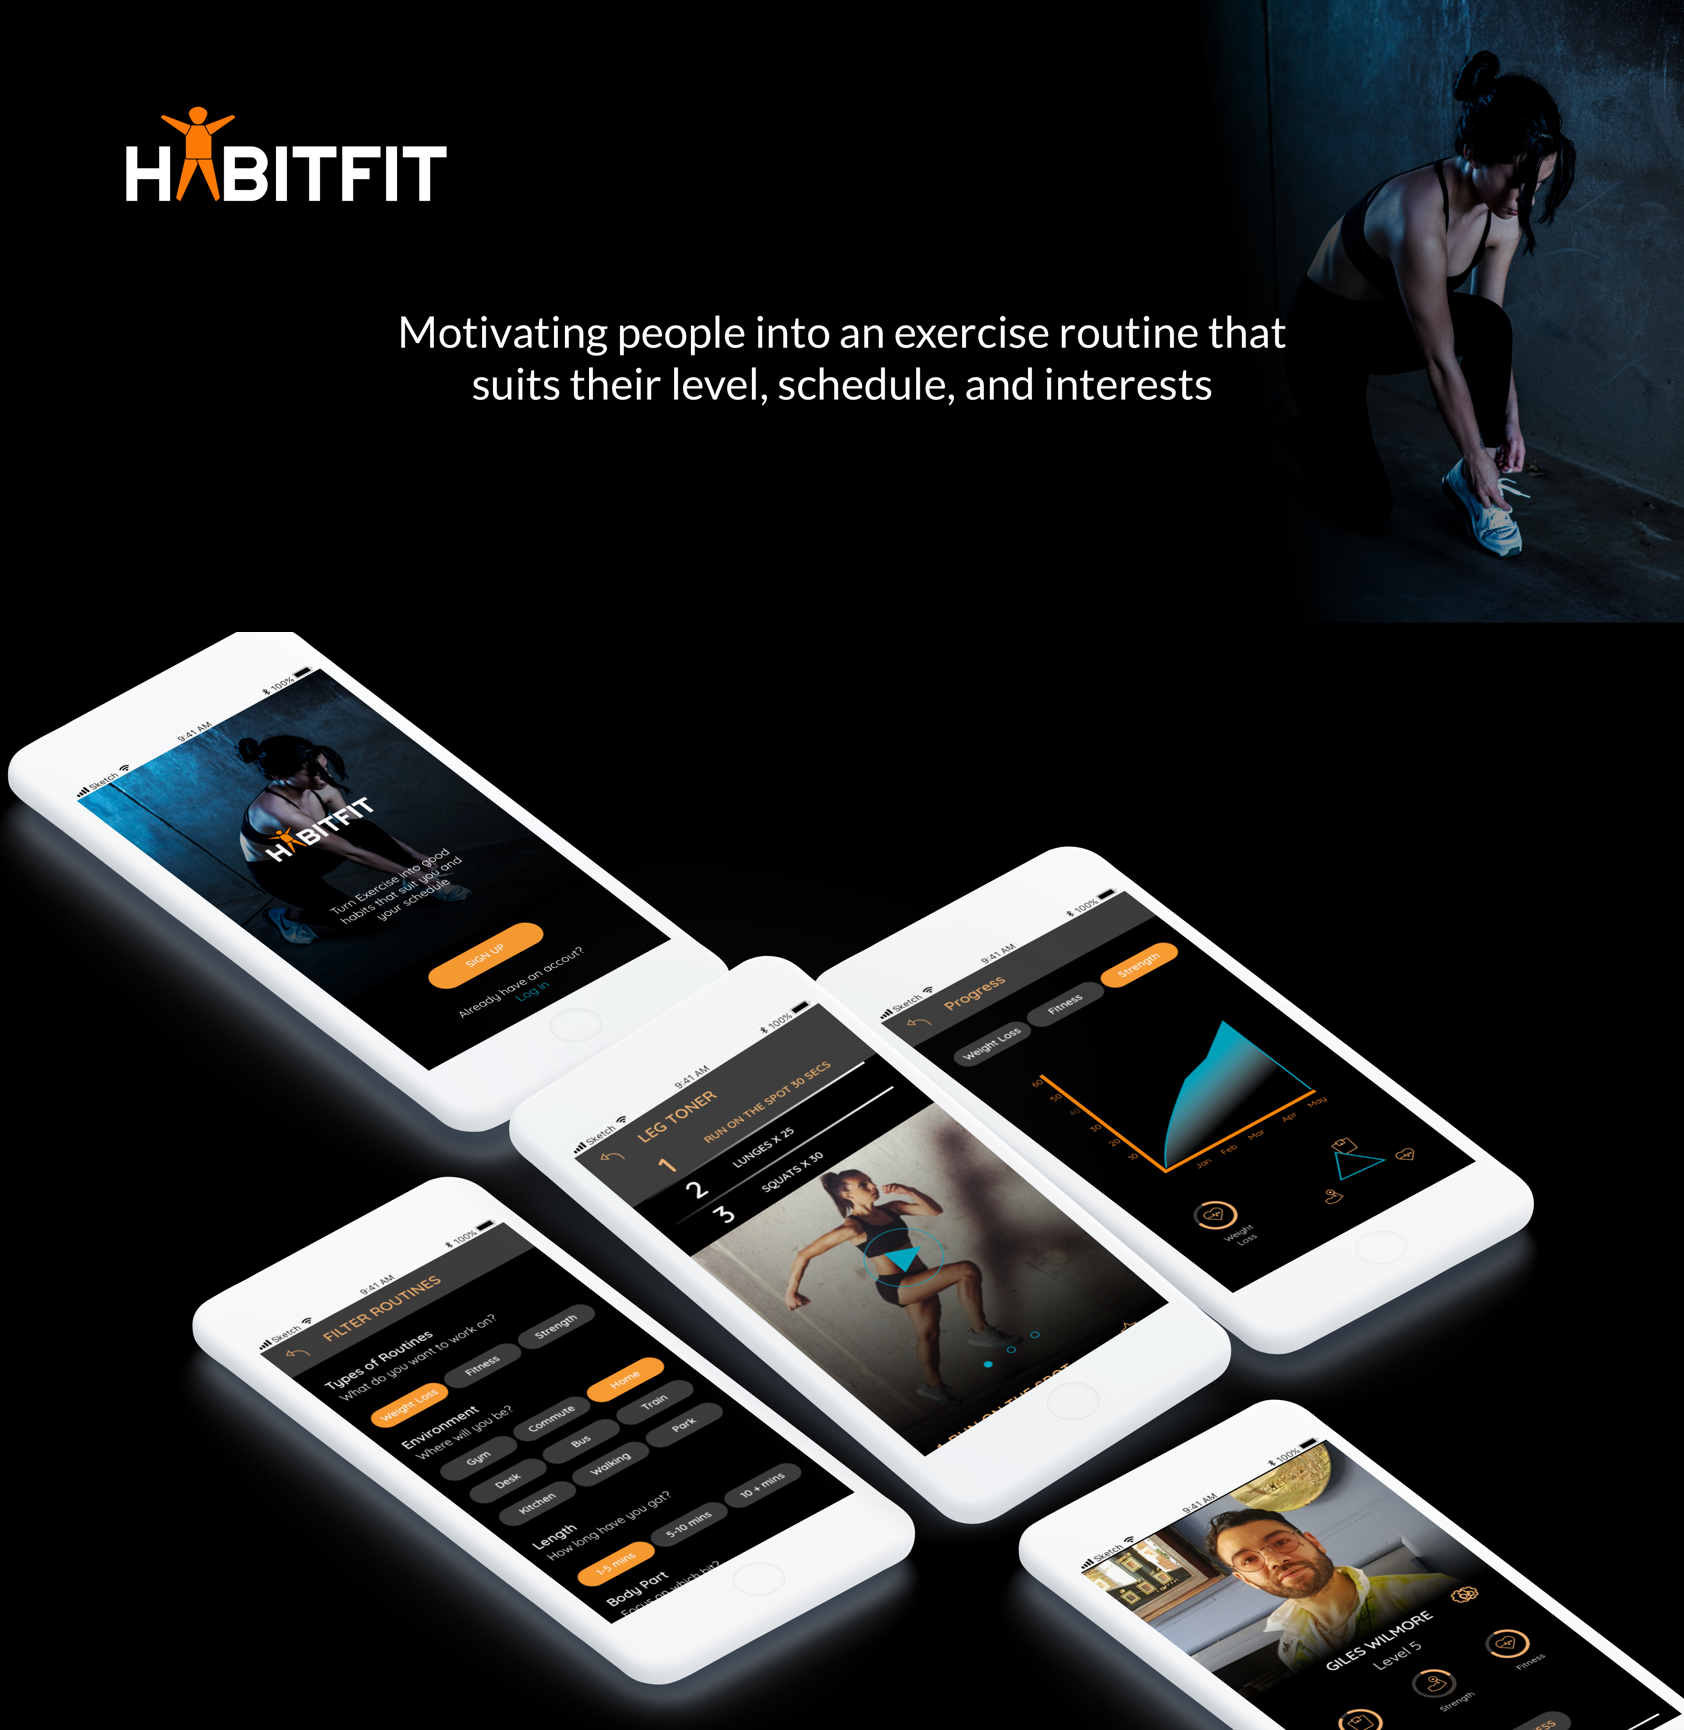 HABITFIT
Motivating people into an exercise routine that
suits their level, schedule, and interests
Sketch
9:41 AM
100%
HABITFIT
Turn Exercise into good
habits that suit you and
your schedule
SIGN UP
Already have an accout?
Log in
Sketch
9:41 AM
100%
Progress
Weight Loss
Fitness
Strength
60
50
40
30
20
10
Jan
Feb
Mar
Apr
May
Weight
Loss
Sketch
9:41 AM
100%
LEG TONER
1 RUN ON THE SPOT 30 SECS
2 LUNGES X 25
3 SQUATS X 30
RUN ON THE SPOT
Sketch
9:41 AM
100%
FILTER ROUTINES
Types of Routines
What do you want to work on?
Weight Loss
Fitness
Strength
Environment
Where will you be?
Gym
Commute
Home
Desk
Bus
Train
Kitchen
Walking
Park
Length
How long have you got?
1-5 mins
5-10 mins
10 + mins
Body Part
Focus on which bit?
Sketch
9:41 AM
100%
GILES WILMORE
Level 5
Strength
Fitness